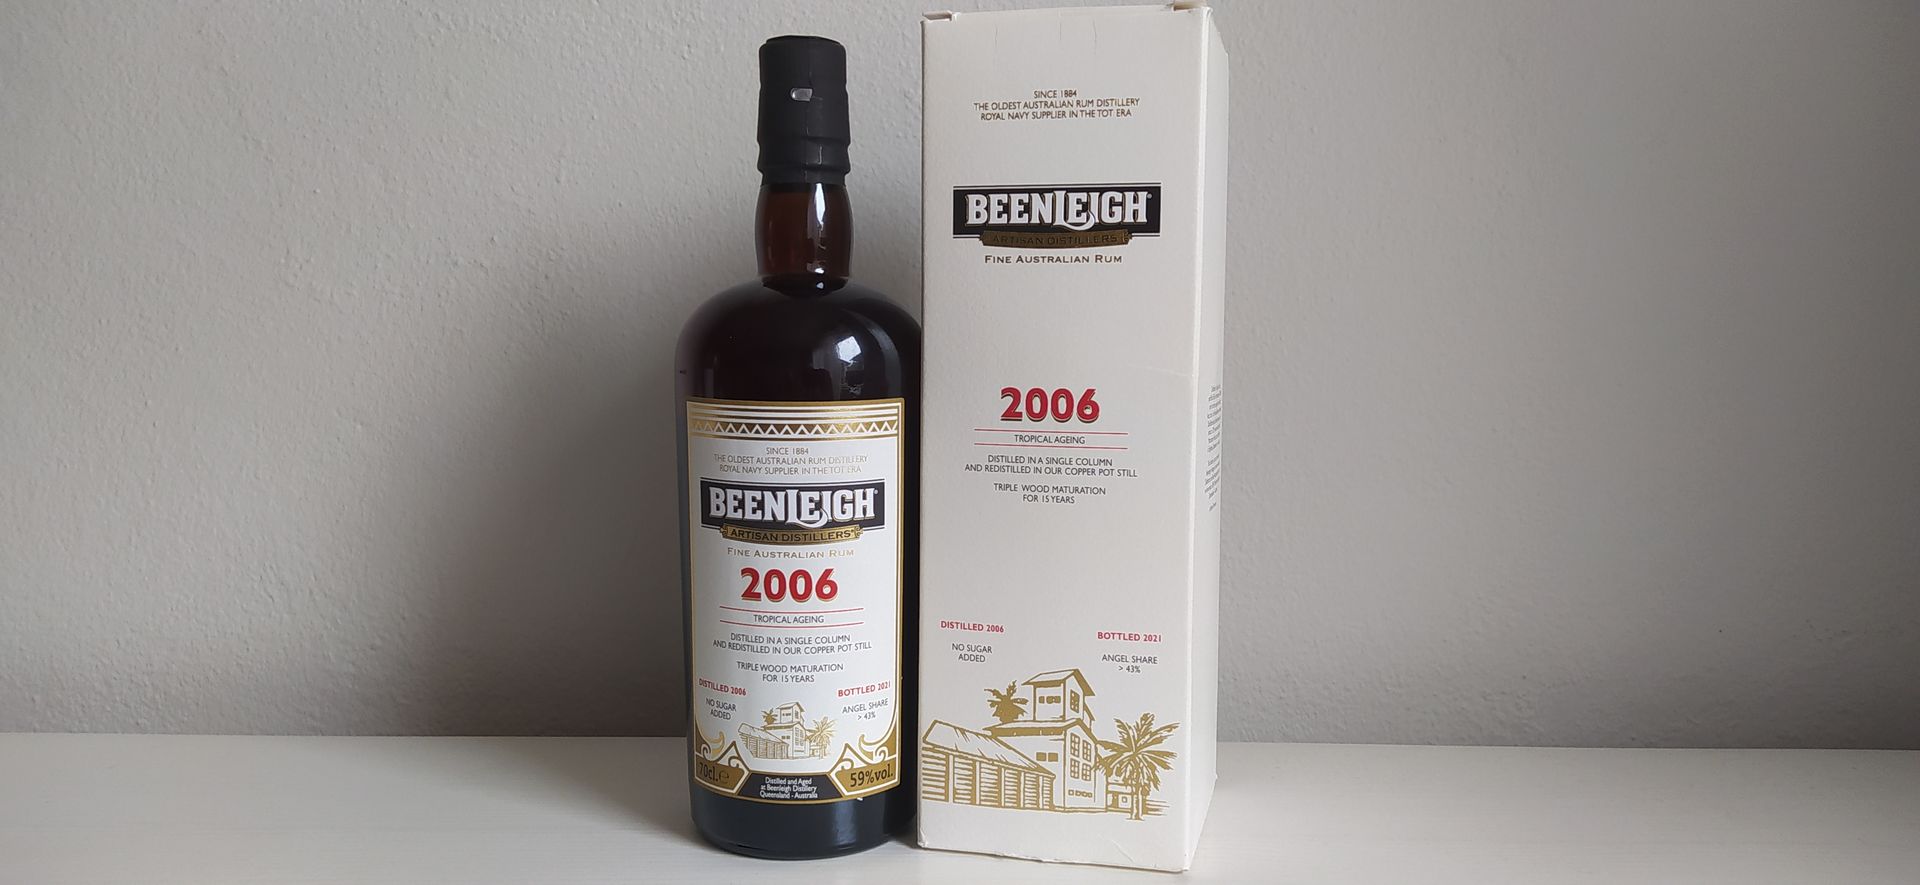 SINCE 1884
THE OLDEST AUSTRALIAN RUM DISTILLERY
ROYAL NAVY SUPPLIER IN THE TOT ERA
BEENLEIGH
ARTISAN DISTILLERS
FINE AUSTRALIAN RUM
2006
TROPICAL AGEING
DISTILLED IN A SINGLE COLUMN
AND REDISTILLED IN OUR COPPER POT STILL
TRIPLE WOOD MATURATION
FOR 15 YEARS
DISTILLED 2006
BOTTLED 2021
NO SUGAR
ADDED
ANGEL SHARE
> 43%
70cl.e
59%vol.
Distilled and Aged
at Beenleigh Distillery
Queensland - Australia
SINCE 1884
THE OLDEST AUSTRALIAN RUM DISTILLERY
ROYAL NAVY SUPPLIER IN THE TOT ERA
BEENLEIGH®
ARTISAN DISTILLERS
FINE AUSTRALIAN RUM
2006
TROPICAL AGEING
DISTILLED IN A SINGLE COLUMN
AND REDISTILLED IN OUR COPPER POT STILL
TRIPLE WOOD MATURATION
FOR 15 YEARS
DISTILLED 2006
BOTTLED 2021
NO SUGAR
ADDED
ANGEL SHARE
> 43%